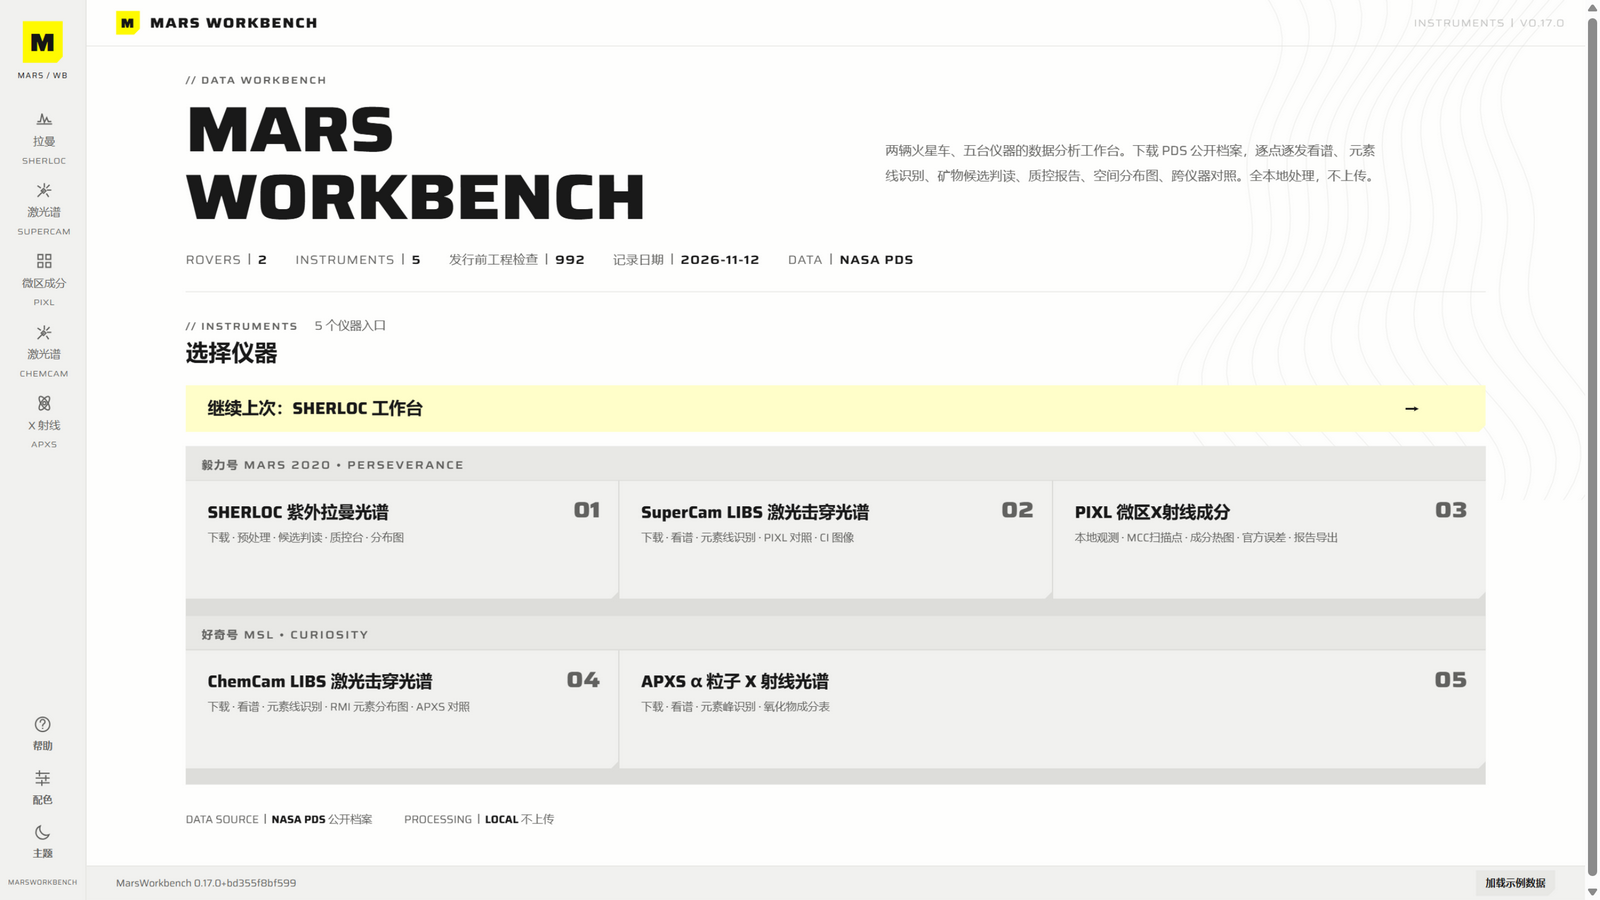 M
MARS / WB
拉曼
SHERLOC
激光谱
SUPERCAM
微区成分
PIXL
激光谱
CHEMCAM
X 射线
APXS
帮助
配色
主题
MARSWORKBENCH
M MARS WORKBENCH
INSTRUMENTS | V0.17.0
// DATA WORKBENCH
MARS
WORKBENCH
两辆火星车、五台仪器的数据分析工作台。下载 PDS 公开档案，逐点逐发看谱、 元素
线识别、矿物候选判读、质控报告、空间分布图、跨仪器对照。全本地处理，不上传。
ROVERS | 2 INSTRUMENTS | 5 发行前工程检查 | 992 记录日期 | 2026-11-12 DATA | NASA PDS
// INSTRUMENTS 5 个仪器入口
选择仪器
继续上次：SHERLOC 工作台 →
毅力号 MARS 2020 • PERSEVERANCE
SHERLOC 紫外拉曼光谱 01
下载 · 预处理 · 候选判读 · 质控台 · 分布图
SuperCam LIBS 激光击穿光谱 02
下载 · 看谱 · 元素线识别 · PIXL 对照 · CI 图像
PIXL 微区X射线成分 03
本地观测 · MCC扫描点 · 成分热图 · 官方误差 · 报告导出
好奇号 MSL • CURIOSITY
ChemCam LIBS 激光击穿光谱 04
下载 · 看谱 · 元素线识别 · RMI 元素分布图 · APXS 对照
APXS α 粒子 X 射线光谱 05
下载 · 看谱 · 元素峰识别 · 氧化物成分表
DATA SOURCE | NASA PDS 公开档案 PROCESSING | LOCAL 不上传
MarsWorkbench 0.17.0+bd355f8bf599
加载示例数据